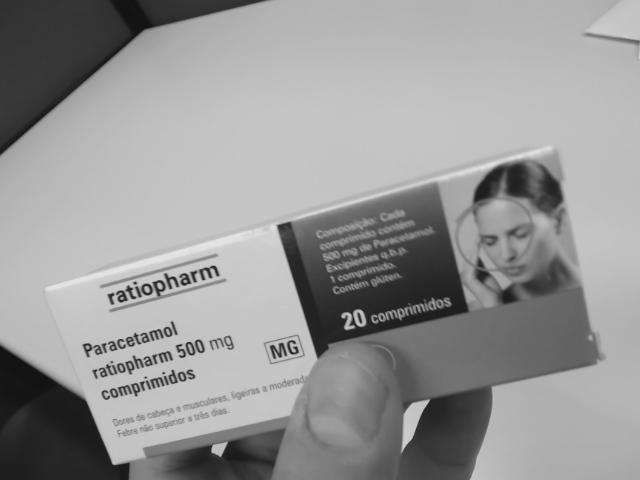 ratiopharm
Paracetamol
ratiopharm 500 mg
comprimidos
MG
Dores de cabeça e musculares, ligeiras a moderada
Febre não superior a três dias.
Composição: Cada
comprimido contém
500 mg de Paracetamol.
Excipientes q.b.p.
1 comprimido.
Contém glúten.
20 comprimidos